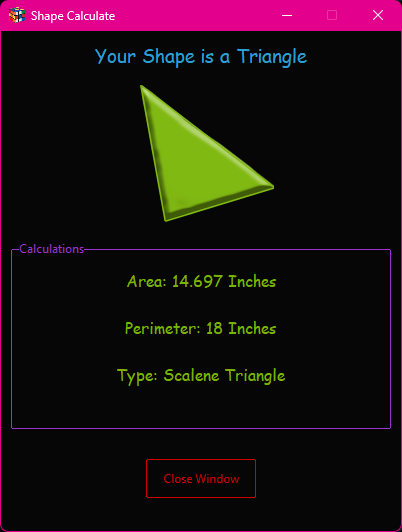 Shape Calculate
Your Shape is a Triangle
Calculations
Area: 14.697 Inches
Perimeter: 18 Inches
Type: Scalene Triangle
Close Window